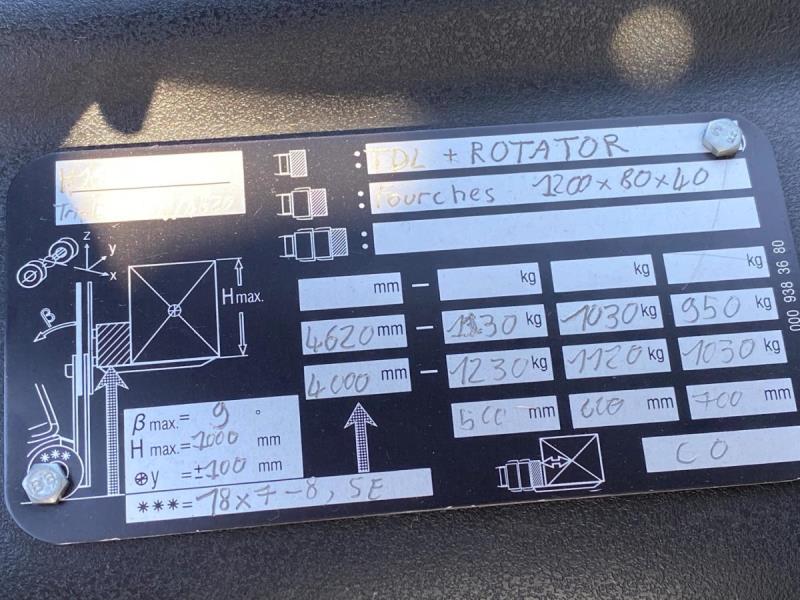 TDL + ROTATOR
Fourches 1200 x 80 x 40
z
y
x
H max.
β
mm – kg kg kg
4620 mm – 1130 kg 1030 kg 950 kg
4000 mm – 1230 kg 1120 kg 1030 kg
500 mm 600 mm 700 mm
β max. = 9 °
H max. = 1000 mm
y = ±100 mm
*** = 18 x 7 - 8, SE
CO
***
000 938 36 80